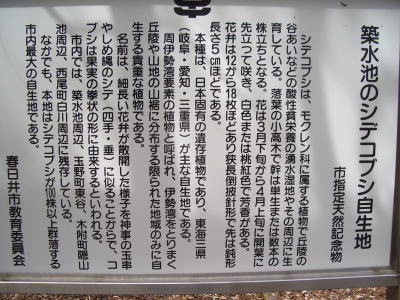 築水池のシデコブシ自生地
市指定天然記念物
シデコブシは、モクレン科に属する植物で丘陵の
谷あいなどの酸性貧栄養の湧水湿地やその周辺に生
育している。落葉の小高木で幹は単生または数本の
株立ちとなる。花は3月下旬から4月上旬に開葉に
先立って咲き、白色または桃紅色で芳香がある。
花弁は12から18枚ほどあり狭長倒披針形で先は鈍形
長さ5cmほどである。
本種は、日本固有の遺存植物であり、東海三県
(岐阜・愛知・三重県)が主な自生地である。
周伊勢湾要素の植物と呼ばれ、伊勢湾をとりまく
丘陵や山地の山裾に分布する限られた地域のみに自
生する貴重な植物である。
名前は、細長い花弁が散開した様子を神事の玉串
やしめ縄のシデ(四手・垂)に似ることから、コ
ブシは果実の拳状の形に由来するといわれる。
市内では、築水池周辺、玉野町東谷、木附町隠山
池周辺、西尾町白川周辺に残存している。
なかでも、本地はシデコブシが100株以上群落する
市内最大の自生地である。
春日井市教育委員会